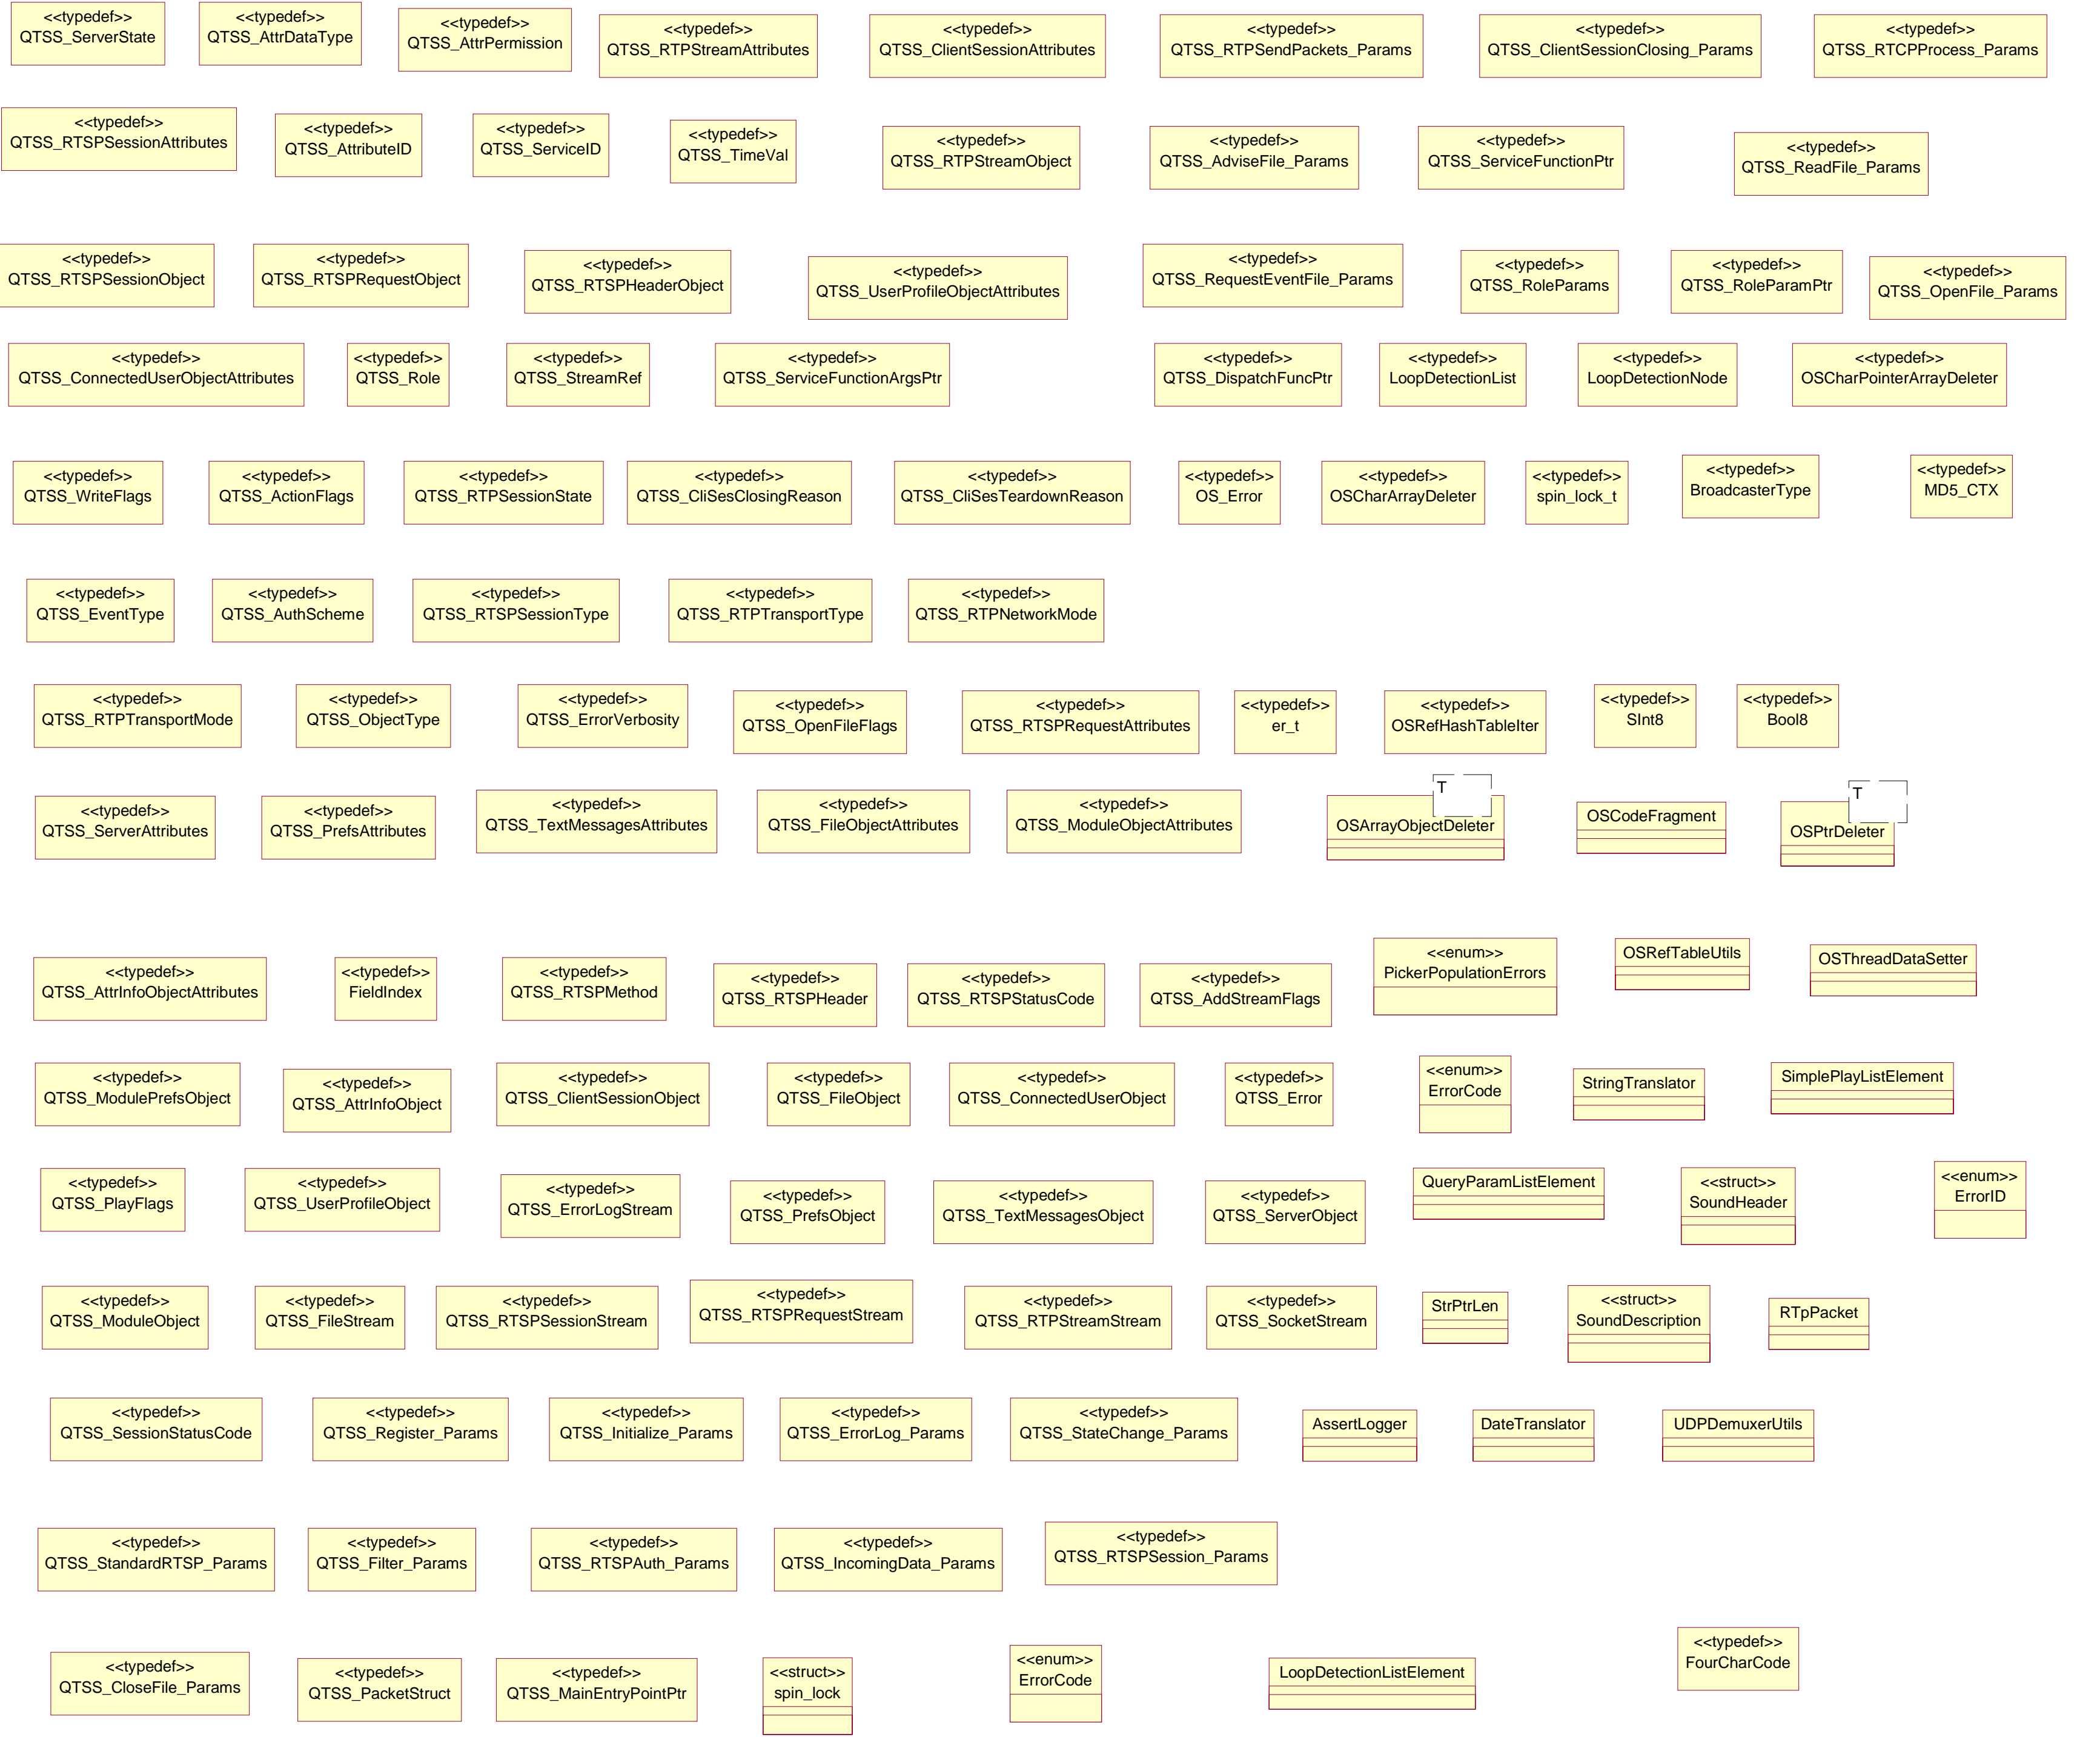 <<typedef>>
QTSS_ServerState
<<typedef>>
QTSS_AttrDataType
<<typedef>>
QTSS_AttrPermission
<<typedef>>
QTSS_RTPStreamAttributes
<<typedef>>
QTSS_ClientSessionAttributes
<<typedef>>
QTSS_RTPSendPackets_Params
<<typedef>>
QTSS_ClientSessionClosing_Params
<<typedef>>
QTSS_RTCPProcess_Params
<<typedef>>
QTSS_RTSPSessionAttributes
<<typedef>>
QTSS_AttributeID
<<typedef>>
QTSS_ServiceID
<<typedef>>
QTSS_TimeVal
<<typedef>>
QTSS_RTPStreamObject
<<typedef>>
QTSS_AdviseFile_Params
<<typedef>>
QTSS_ServiceFunctionPtr
<<typedef>>
QTSS_ReadFile_Params
<<typedef>>
QTSS_RTSPSessionObject
<<typedef>>
QTSS_RTSPRequestObject
<<typedef>>
QTSS_RTSPHeaderObject
<<typedef>>
QTSS_UserProfileObjectAttributes
<<typedef>>
QTSS_RequestEventFile_Params
<<typedef>>
QTSS_RoleParams
<<typedef>>
QTSS_RoleParamPtr
<<typedef>>
QTSS_OpenFile_Params
<<typedef>>
QTSS_ConnectedUserObjectAttributes
<<typedef>>
QTSS_Role
<<typedef>>
QTSS_StreamRef
<<typedef>>
QTSS_ServiceFunctionArgsPtr
<<typedef>>
QTSS_DispatchFuncPtr
<<typedef>>
LoopDetectionList
<<typedef>>
LoopDetectionNode
<<typedef>>
OSCharPointerArrayDeleter
<<typedef>>
QTSS_WriteFlags
<<typedef>>
QTSS_ActionFlags
<<typedef>>
QTSS_RTPSessionState
<<typedef>>
QTSS_CliSesClosingReason
<<typedef>>
QTSS_CliSesTeardownReason
<<typedef>>
OS_Error
<<typedef>>
OSCharArrayDeleter
<<typedef>>
spin_lock_t
<<typedef>>
BroadcasterType
<<typedef>>
MD5_CTX
<<typedef>>
QTSS_EventType
<<typedef>>
QTSS_AuthScheme
<<typedef>>
QTSS_RTSPSessionType
<<typedef>>
QTSS_RTPTransportType
<<typedef>>
QTSS_RTPNetworkMode
<<typedef>>
QTSS_RTPTransportMode
<<typedef>>
QTSS_ObjectType
<<typedef>>
QTSS_ErrorVerbosity
<<typedef>>
QTSS_OpenFileFlags
<<typedef>>
QTSS_RTSPRequestAttributes
<<typedef>>
er_t
<<typedef>>
OSRefHashTableIter
<<typedef>>
SInt8
<<typedef>>
Bool8
<<typedef>>
QTSS_ServerAttributes
<<typedef>>
QTSS_PrefsAttributes
<<typedef>>
QTSS_TextMessagesAttributes
<<typedef>>
QTSS_FileObjectAttributes
<<typedef>>
QTSS_ModuleObjectAttributes
T
OSArrayObjectDeleter
OSCodeFragment
T
OSPtrDeleter
<<typedef>>
QTSS_AttrInfoObjectAttributes
<<typedef>>
FieldIndex
<<typedef>>
QTSS_RTSPMethod
<<typedef>>
QTSS_RTSPHeader
<<typedef>>
QTSS_RTSPStatusCode
<<typedef>>
QTSS_AddStreamFlags
<<enum>>
PickerPopulationErrors
OSRefTableUtils
OSThreadDataSetter
<<typedef>>
QTSS_ModulePrefsObject
<<typedef>>
QTSS_AttrInfoObject
<<typedef>>
QTSS_ClientSessionObject
<<typedef>>
QTSS_FileObject
<<typedef>>
QTSS_ConnectedUserObject
<<typedef>>
QTSS_Error
<<enum>>
ErrorCode
StringTranslator
SimplePlayListElement
<<typedef>>
QTSS_PlayFlags
<<typedef>>
QTSS_UserProfileObject
<<typedef>>
QTSS_ErrorLogStream
<<typedef>>
QTSS_PrefsObject
<<typedef>>
QTSS_TextMessagesObject
<<typedef>>
QTSS_ServerObject
QueryParamListElement
<<struct>>
SoundHeader
<<enum>>
ErrorID
<<typedef>>
QTSS_ModuleObject
<<typedef>>
QTSS_FileStream
<<typedef>>
QTSS_RTSPSessionStream
<<typedef>>
QTSS_RTSPRequestStream
<<typedef>>
QTSS_RTPStreamStream
<<typedef>>
QTSS_SocketStream
StrPtrLen
<<struct>>
SoundDescription
RTpPacket
<<typedef>>
QTSS_SessionStatusCode
<<typedef>>
QTSS_Register_Params
<<typedef>>
QTSS_Initialize_Params
<<typedef>>
QTSS_ErrorLog_Params
<<typedef>>
QTSS_StateChange_Params
AssertLogger
DateTranslator
UDPDemuxerUtils
<<typedef>>
QTSS_StandardRTSP_Params
<<typedef>>
QTSS_Filter_Params
<<typedef>>
QTSS_RTSPAuth_Params
<<typedef>>
QTSS_IncomingData_Params
<<typedef>>
QTSS_RTSPSession_Params
<<typedef>>
QTSS_CloseFile_Params
<<typedef>>
QTSS_PacketStruct
<<typedef>>
QTSS_MainEntryPointPtr
<<struct>>
spin_lock
<<enum>>
ErrorCode
LoopDetectionListElement
<<typedef>>
FourCharCode